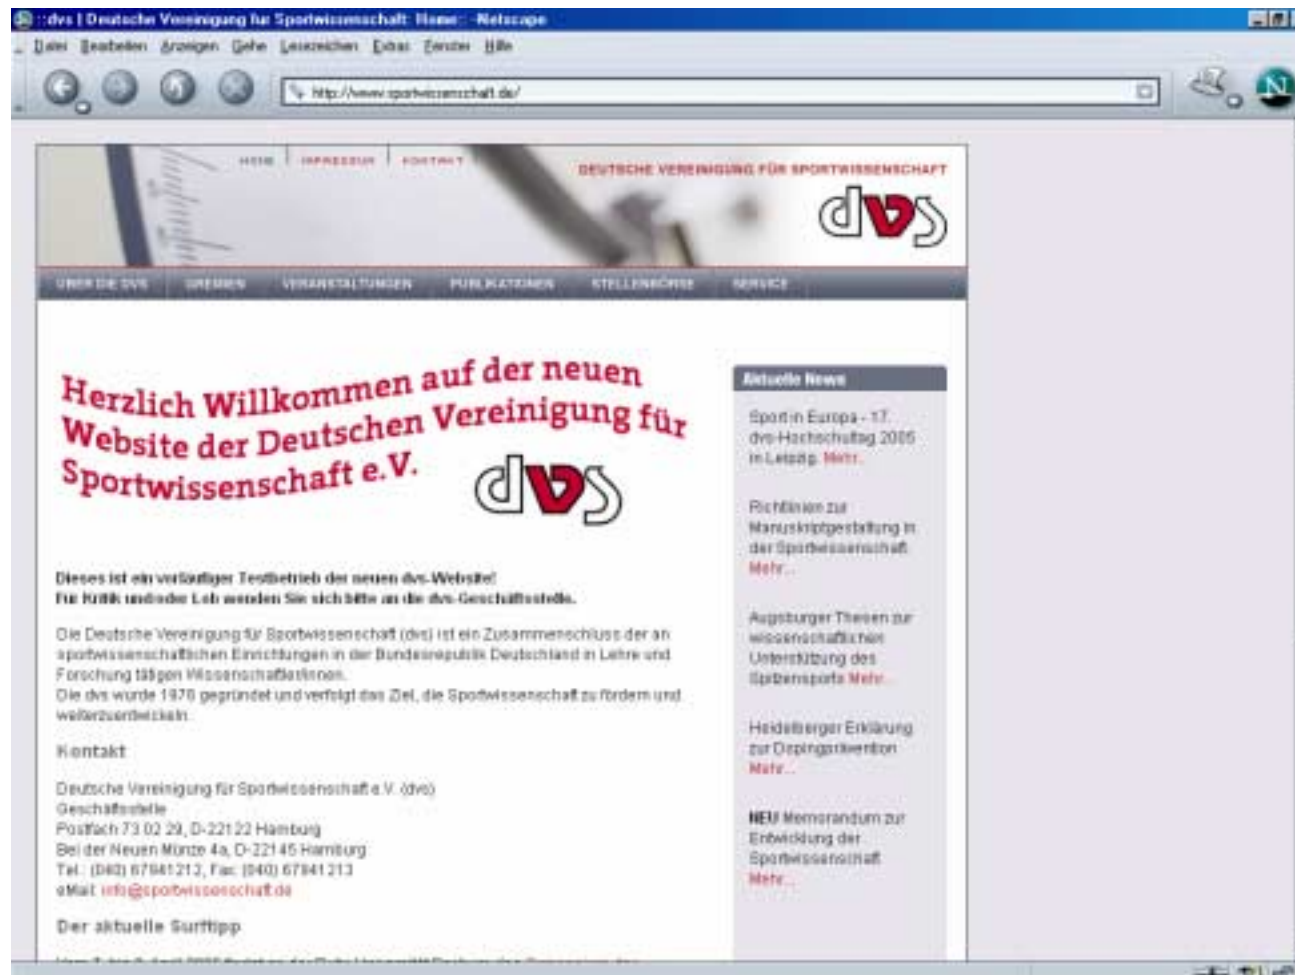 ::dvs | Deutsche Vereinigung für Sportwissenschaft: Home:: - Netscape
Datei Bearbeiten Anzeigen Gehe Lesezeichen Extras Fenster Hilfe
http://www.sportwissenschaft.de/
N
HOME | IMPRESSUM | KONTAKT
DEUTSCHE VEREINIGUNG FÜR SPORTWISSENSCHAFT
dvs
ÜBER DIE DVS GREMIEN VERANSTALTUNGEN PUBLIKATIONEN STELLENBÖRSE SERVICE
Herzlich Willkommen auf der neuen
Website der Deutschen Vereinigung für
Sportwissenschaft e.V.
dvs
Dieses ist ein vorläufiger Testbetrieb der neuen dvs-Website!
Für Kritik und/oder Lob wenden Sie sich bitte an die dvs-Geschäftsstelle.
Die Deutsche Vereinigung für Sportwissenschaft (dvs) ist ein Zusammenschluss der an
sportwissenschaftlichen Einrichtungen in der Bundesrepublik Deutschland in Lehre und
Forschung tätigen Wissenschaftler/innen.
Die dvs wurde 1976 gegründet und verfolgt das Ziel, die Sportwissenschaft zu fördern und
weiterzuentwickeln.
Kontakt
Deutsche Vereinigung für Sportwissenschaft e.V. (dvs)
Geschäftsstelle
Postfach 73 02 29, D-22122 Hamburg
Bei der Neuen Münze 4a, D-22145 Hamburg
Tel.: (040) 67941212, Fax: (040) 67941213
eMail: info@sportwissenschaft.de
Der aktuelle Surftipp
Aktuelle News
Sport in Europa - 17.
dvs-Hochschultag 2005
in Leipzig. Mehr...
Richtlinien zur
Manuskriptgestaltung in
der Sportwissenschaft
Mehr...
Augsburger Thesen zur
wissenschaftlichen
Unterstützung des
Spitzensports Mehr...
Heidelberger Erklärung
zur Dopingprävention
Mehr...
NEU! Memorandum zur
Entwicklung der
Sportwissenschaft
Mehr...